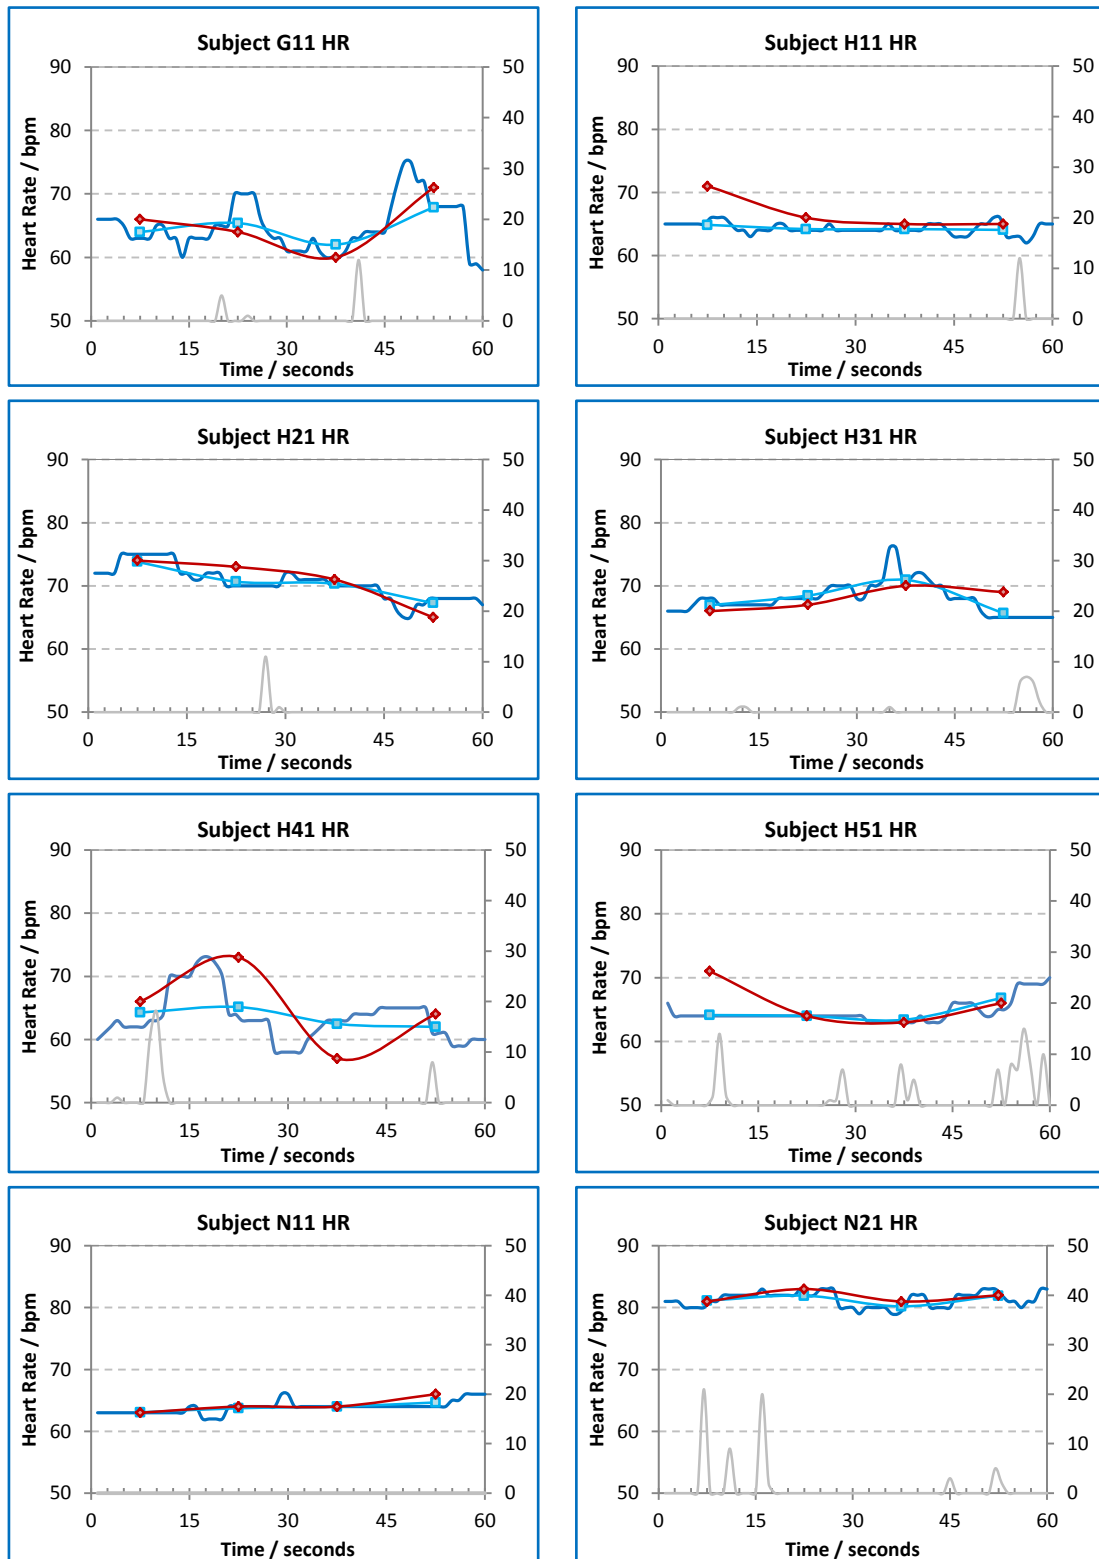 Subject G11 HR
Heart Rate / bpm
90
80
70
60
50
50
40
30
20
10
0
0 15 30 45 60
Time / seconds
Subject H11 HR
Heart Rate / bpm
90
80
70
60
50
50
40
30
20
10
0
0 15 30 45 60
Time / seconds
Subject H21 HR
Heart Rate / bpm
90
80
70
60
50
50
40
30
20
10
0
0 15 30 45 60
Time / seconds
Subject H31 HR
Heart Rate / bpm
90
80
70
60
50
50
40
30
20
10
0
0 15 30 45 60
Time / seconds
Subject H41 HR
Heart Rate / bpm
90
80
70
60
50
50
40
30
20
10
0
0 15 30 45 60
Time / seconds
Subject H51 HR
Heart Rate / bpm
90
80
70
60
50
50
40
30
20
10
0
0 15 30 45 60
Time / seconds
Subject N11 HR
Heart Rate / bpm
90
80
70
60
50
50
40
30
20
10
0
0 15 30 45 60
Time / seconds
Subject N21 HR
Heart Rate / bpm
90
80
70
60
50
50
40
30
20
10
0
0 15 30 45 60
Time / seconds